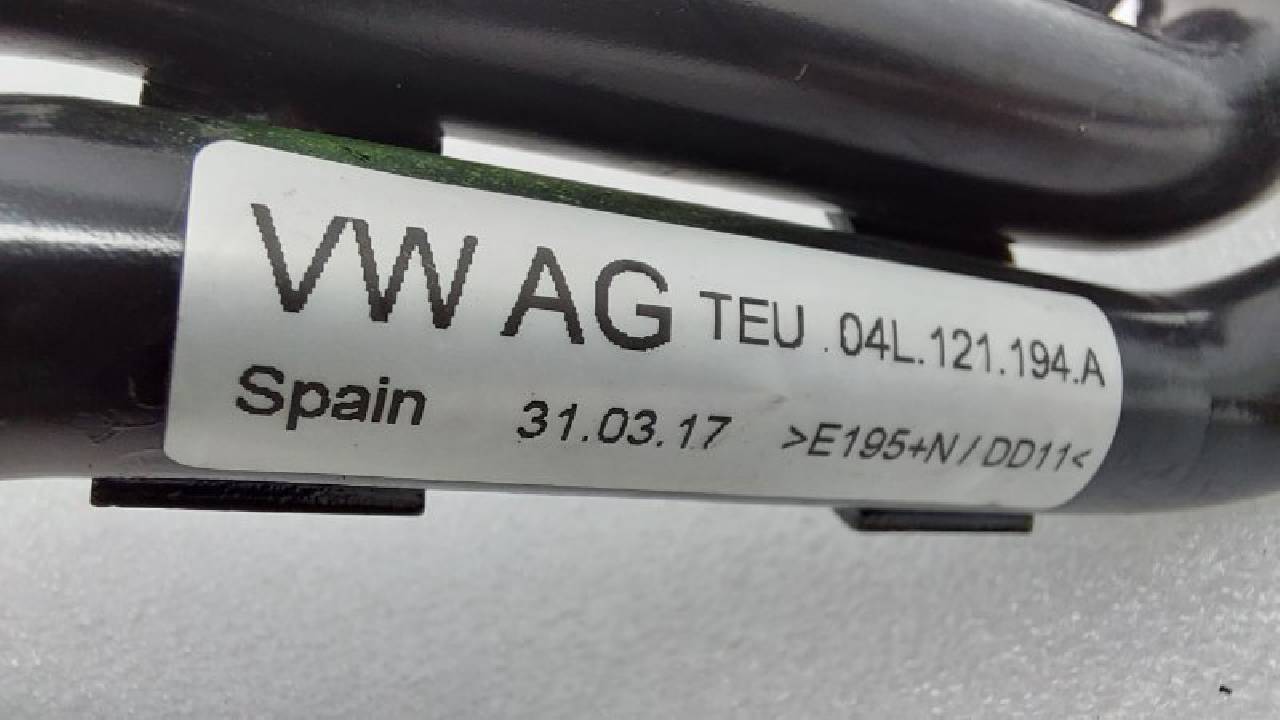 VW AG TEU .04L.121.194.A
Spain 31.03.17 >E195+N / DD11<